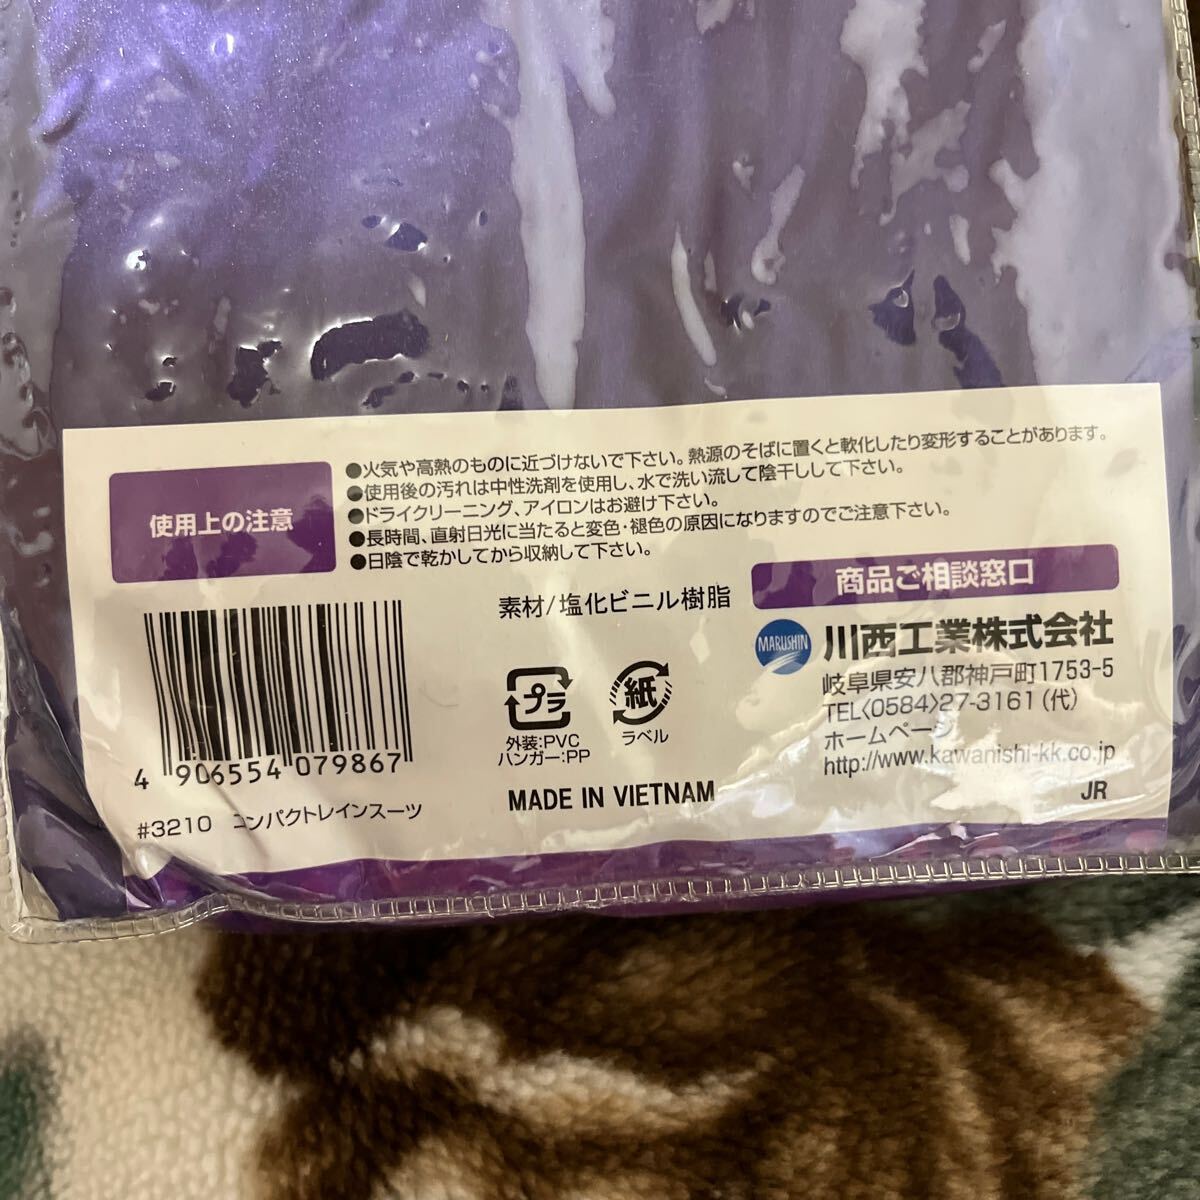 使用上の注意
●火気や高熱のものに近づけないで下さい。熱源のそばに置くと軟化したり変形することがあります。
●使用後の汚れは中性洗剤を使用し、水で洗い流して陰干しして下さい。
●ドライクリーニング、アイロンはお避け下さい。
●長時間、直射日光に当たると変色・褪色の原因になりますのでご注意下さい。
●日陰で乾かしてから収納して下さい。
素材/塩化ビニル樹脂
4 906554 079867
#3210 コンパクトレインスーツ
プラ
外装:PVC
ハンガー:PP
紙
ラベル
MADE IN VIETNAM
商品ご相談窓口
MARUSHIN
川西工業株式会社
岐阜県安八郡神戸町1753-5
TEL〈0584〉27-3161(代)
ホームページ
http://www.kawanishi-kk.co.jp
JR